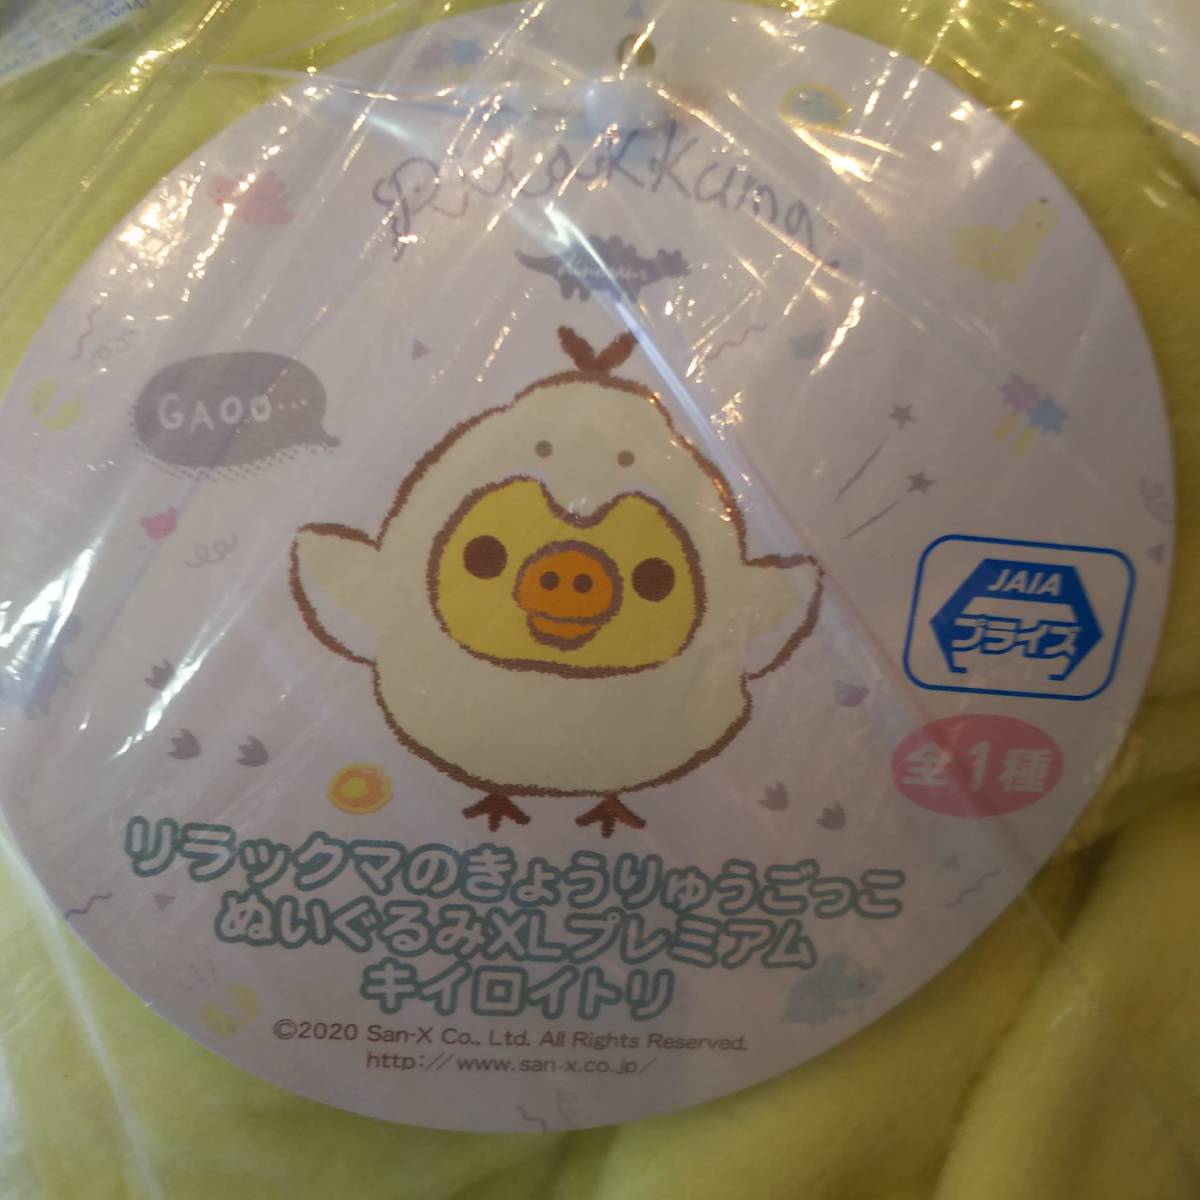 Rilakkuma
GAOO...
JAIA
プライズ
全1種
リラックマのきょうりゅうごっこ
ぬいぐるみXLプレミアム
キイロイトリ
©2020 San-X Co., Ltd. All Rights Reserved.
http://www.san-x.co.jp/